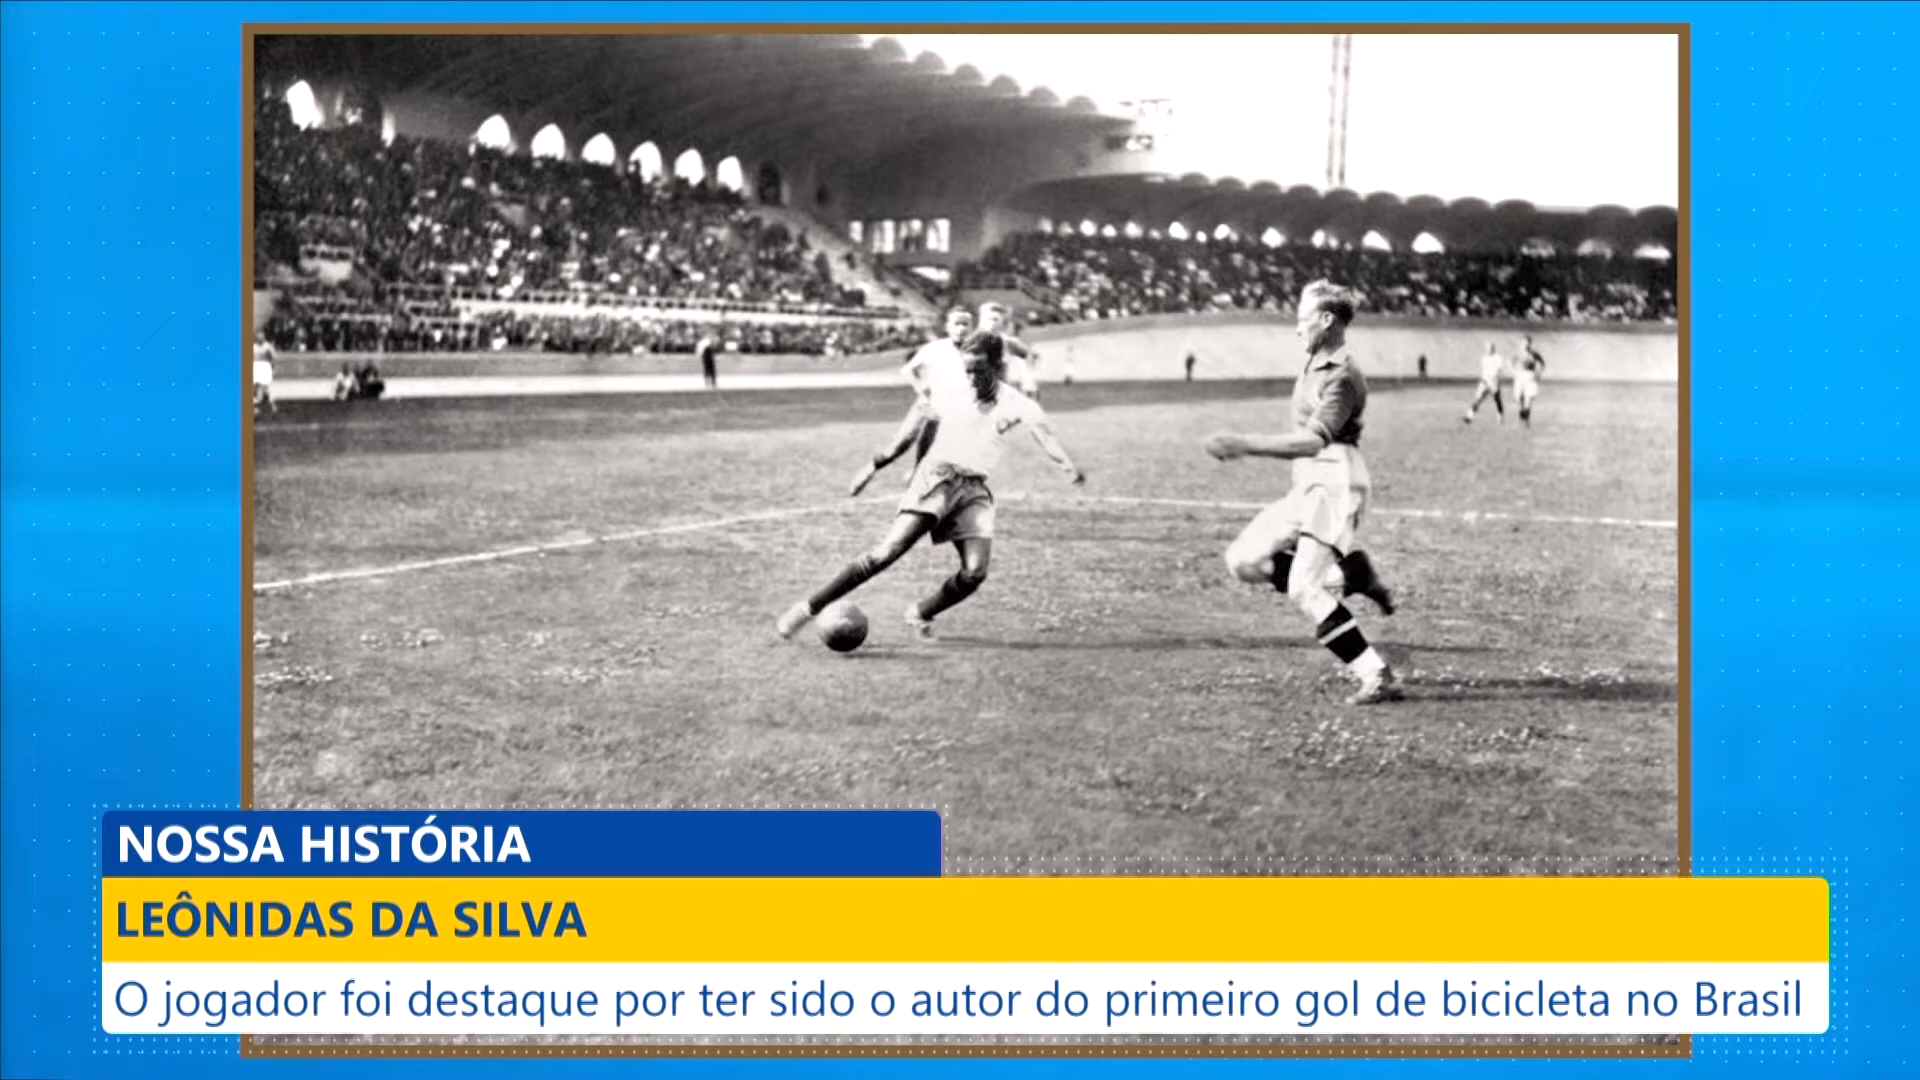 NOSSA HISTÓRIA
LEÔNIDAS DA SILVA
O jogador foi destaque por ter sido o autor do primeiro gol de bicicleta no Brasil